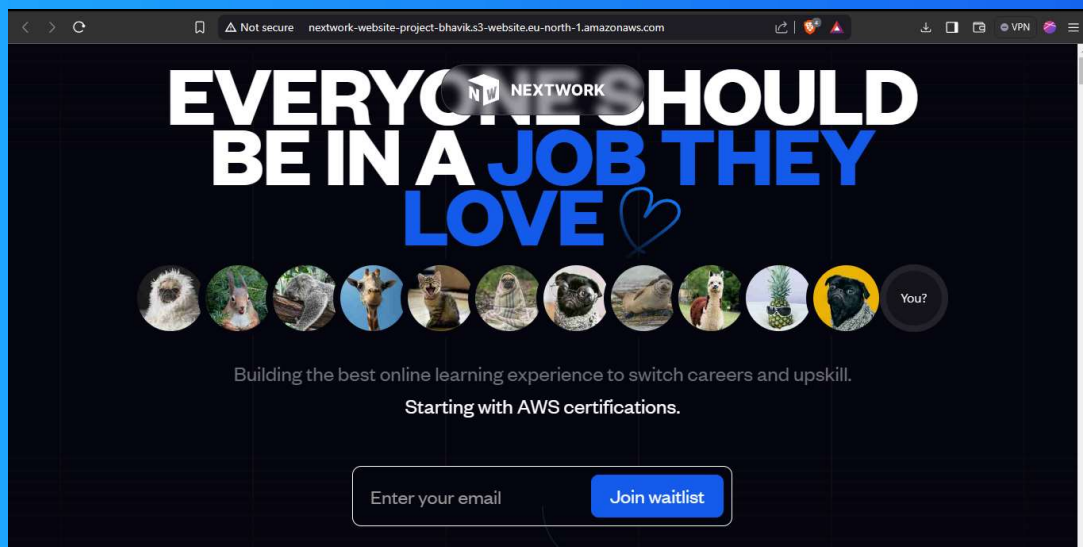 Not secure nextwork-website-project-bhavik.s3-website.eu-north-1.amazonaws.com 4 VPN
NW NEXTWORK
EVERYONE SHOULD
BE IN A JOB THEY
LOVE
You?
Building the best online learning experience to switch careers and upskill.
Starting with AWS certifications.
Enter your email Join waitlist